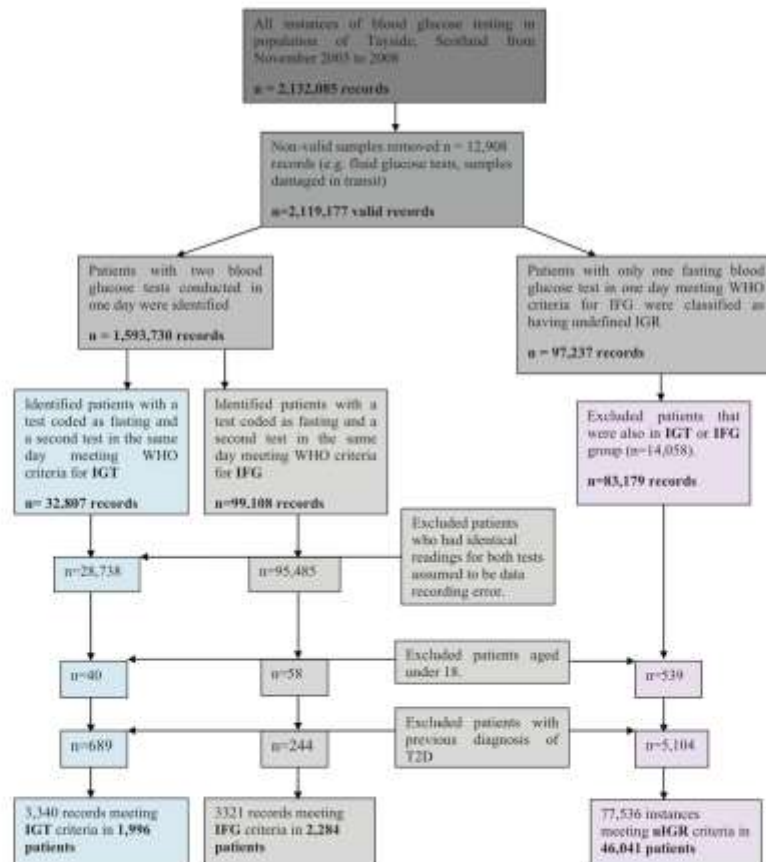 All instances of blood glucose testing in
population of Tayside, Scotland from
November 2003 to 2008
n = 2,132,085 records
Non-valid samples removed n = 12,908
records (e.g. fluid glucose tests, samples
damaged in transit)
n=2,119,177 valid records
Patients with two blood
glucose tests conducted in
one day were identified
n = 1,593,730 records
Patients with only one fasting blood
glucose test in one day meeting WHO
criteria for IFG were classified as
having undefined IGR
n = 97,237 records
Identified patients with a
test coded as fasting and
a second test in the same
day meeting WHO
criteria for IGT
n= 32,807 records
Identified patients with a
test coded as fasting and a
second test in the same
day meeting WHO criteria
for IFG
n=99,108 records
Excluded patients that
were also in IGT or IFG
group (n=14,058).
n=83,179 records
Excluded patients
who had identical
readings for both tests
assumed to be data
recording error.
n=28,738
n=95,485
Excluded patients aged
under 18.
n=40
n=58
n=539
Excluded patients with
previous diagnosis of
T2D
n=689
n=244
n=5,104
3,340 records meeting
IGT criteria in 1,996
patients
3321 records meeting
IFG criteria in 2,284
patients
77,536 instances
meeting uIGR criteria in
46,041 patients